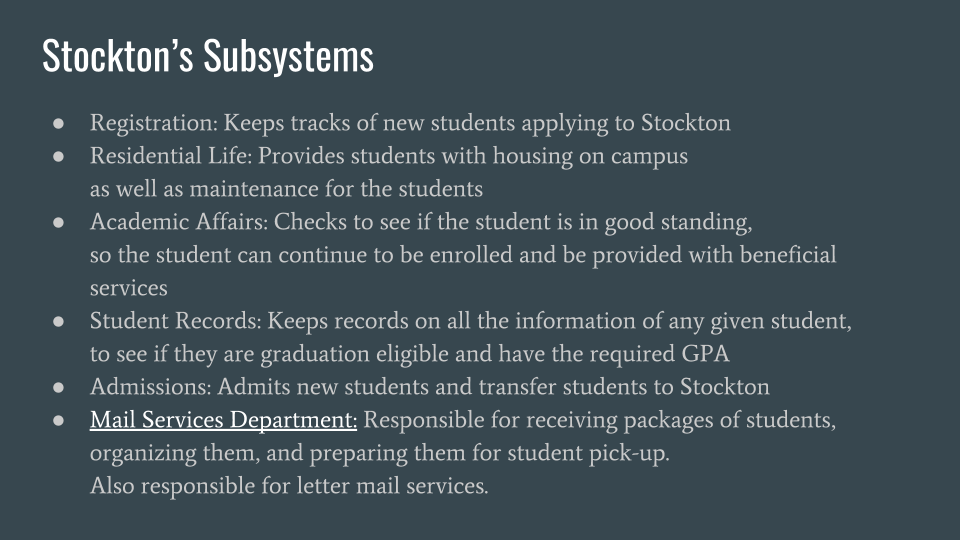 Stockton’s Subsystems
● Registration: Keeps tracks of new students applying to Stockton
● Residential Life: Provides students with housing on campus
as well as maintenance for the students
● Academic Affairs: Checks to see if the student is in good standing,
so the student can continue to be enrolled and be provided with beneficial
services
● Student Records: Keeps records on all the information of any given student,
to see if they are graduation eligible and have the required GPA
● Admissions: Admits new students and transfer students to Stockton
● Mail Services Department: Responsible for receiving packages of students,
organizing them, and preparing them for student pick-up.
Also responsible for letter mail services.